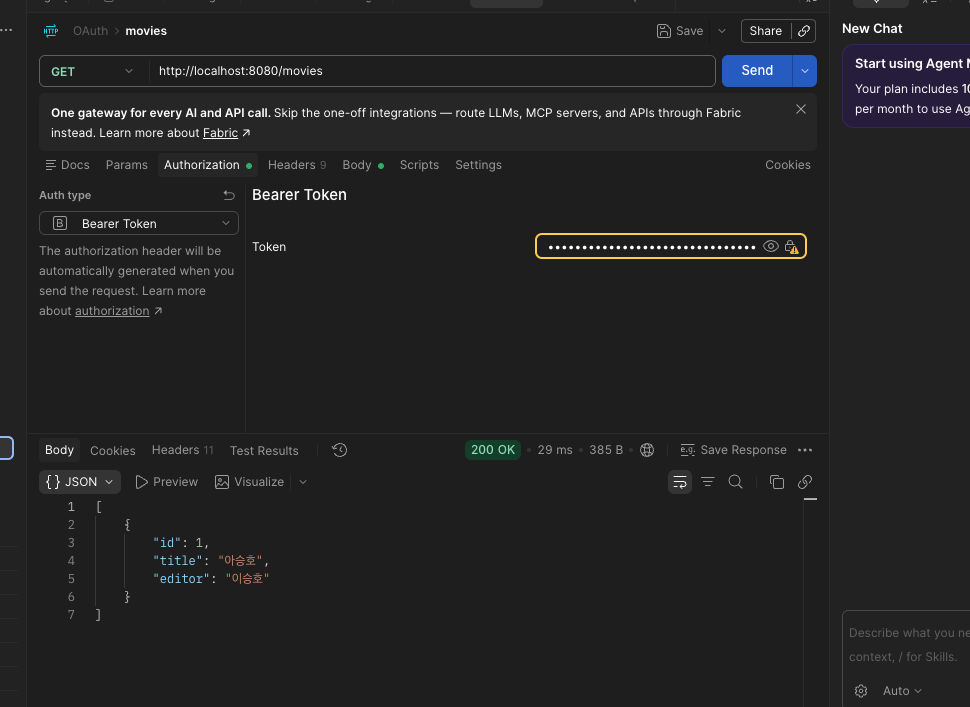 HTTP OAuth > movies Save Share
New Chat
GET http://localhost:8080/movies Send
Start using Agent M
Your plan includes 10
per month to use Ag
One gateway for every AI and API call. Skip the one-off integrations — route LLMs, MCP servers, and APIs through Fabric
instead. Learn more about Fabric ↗
Docs Params Authorization Headers 9 Body Scripts Settings Cookies
Auth type
B Bearer Token
The authorization header will be
automatically generated when you
send the request. Learn more
about authorization ↗
Bearer Token
Token •••••••••••••••••••••••••••••••
Body Cookies Headers 11 Test Results 200 OK • 29 ms • 385 B • e.g. Save Response
{} JSON Preview Visualize
1 [
2 {
3 "id": 1,
4 "title": "아승호",
5 "editor": "이승호"
6 }
7 ]
Describe what you ne
context, / for Skills.
Auto